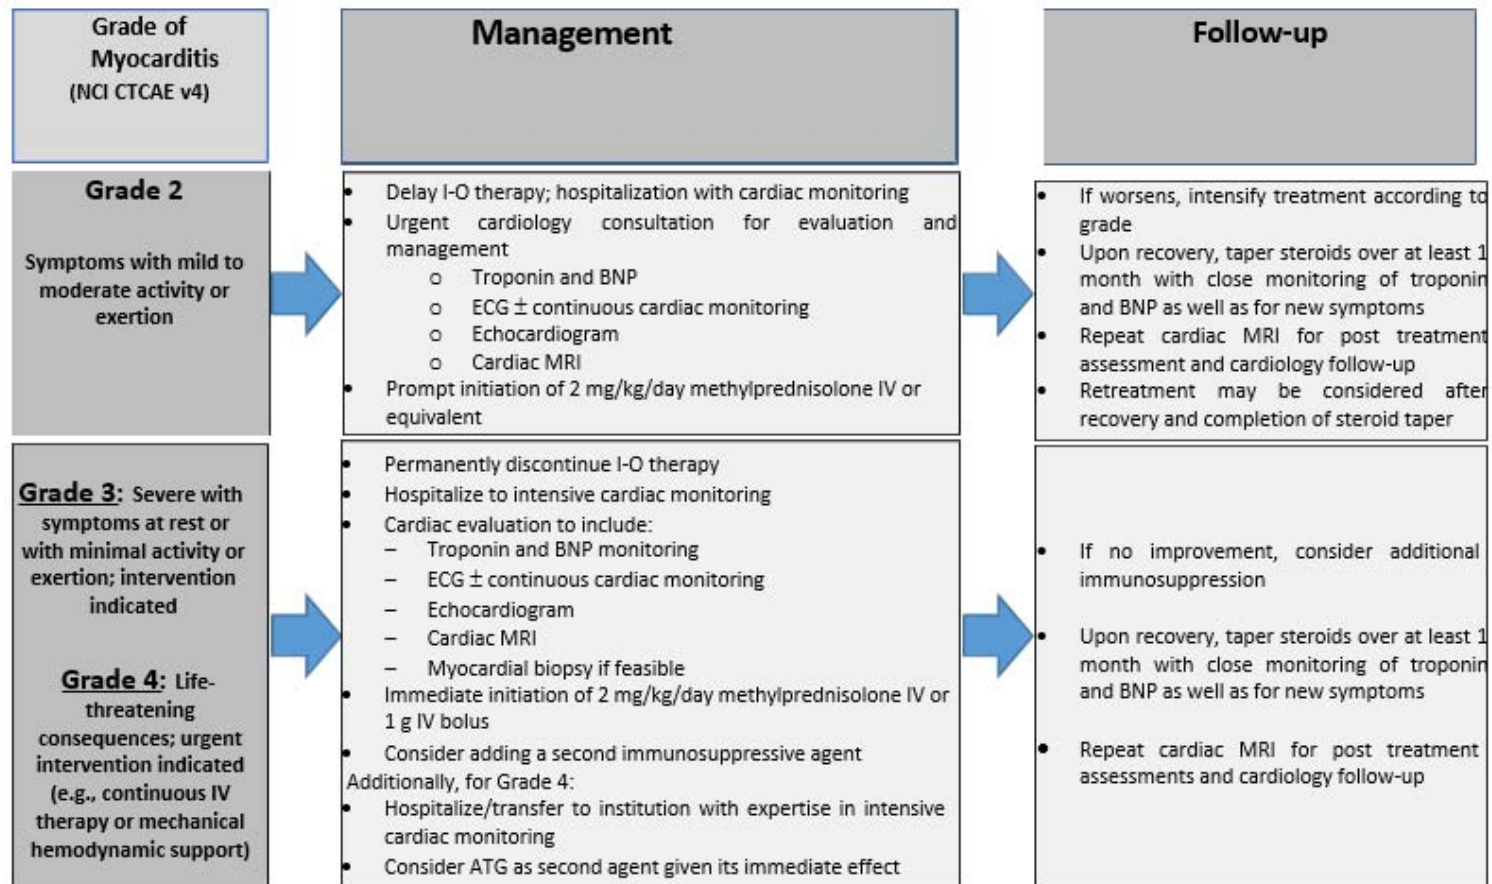 Grade of
Myocarditis
(NCI CTCAE v4)
Management
Follow-up
Grade 2
Symptoms with mild to
moderate activity or
exertion
• Delay I-O therapy; hospitalization with cardiac monitoring
• Urgent cardiology consultation for evaluation and
management
o Troponin and BNP
o ECG ± continuous cardiac monitoring
o Echocardiogram
o Cardiac MRI
• Prompt initiation of 2 mg/kg/day methylprednisolone IV or
equivalent
• If worsens, intensify treatment according to
grade
• Upon recovery, taper steroids over at least 1
month with close monitoring of troponin
and BNP as well as for new symptoms
• Repeat cardiac MRI for post treatment
assessment and cardiology follow-up
• Retreatment may be considered after
recovery and completion of steroid taper
Grade 3: Severe with
symptoms at rest or
with minimal activity or
exertion; intervention
indicated
Grade 4: Life-
threatening
consequences; urgent
intervention indicated
(e.g., continuous IV
therapy or mechanical
hemodynamic support)
• Permanently discontinue I-O therapy
• Hospitalize to intensive cardiac monitoring
• Cardiac evaluation to include:
– Troponin and BNP monitoring
– ECG ± continuous cardiac monitoring
– Echocardiogram
– Cardiac MRI
– Myocardial biopsy if feasible
• Immediate initiation of 2 mg/kg/day methylprednisolone IV or
1 g IV bolus
• Consider adding a second immunosuppressive agent
Additionally, for Grade 4:
• Hospitalize/transfer to institution with expertise in intensive
cardiac monitoring
• Consider ATG as second agent given its immediate effect
• If no improvement, consider additional
immunosuppression
• Upon recovery, taper steroids over at least 1
month with close monitoring of troponin
and BNP as well as for new symptoms
• Repeat cardiac MRI for post treatment
assessments and cardiology follow-up